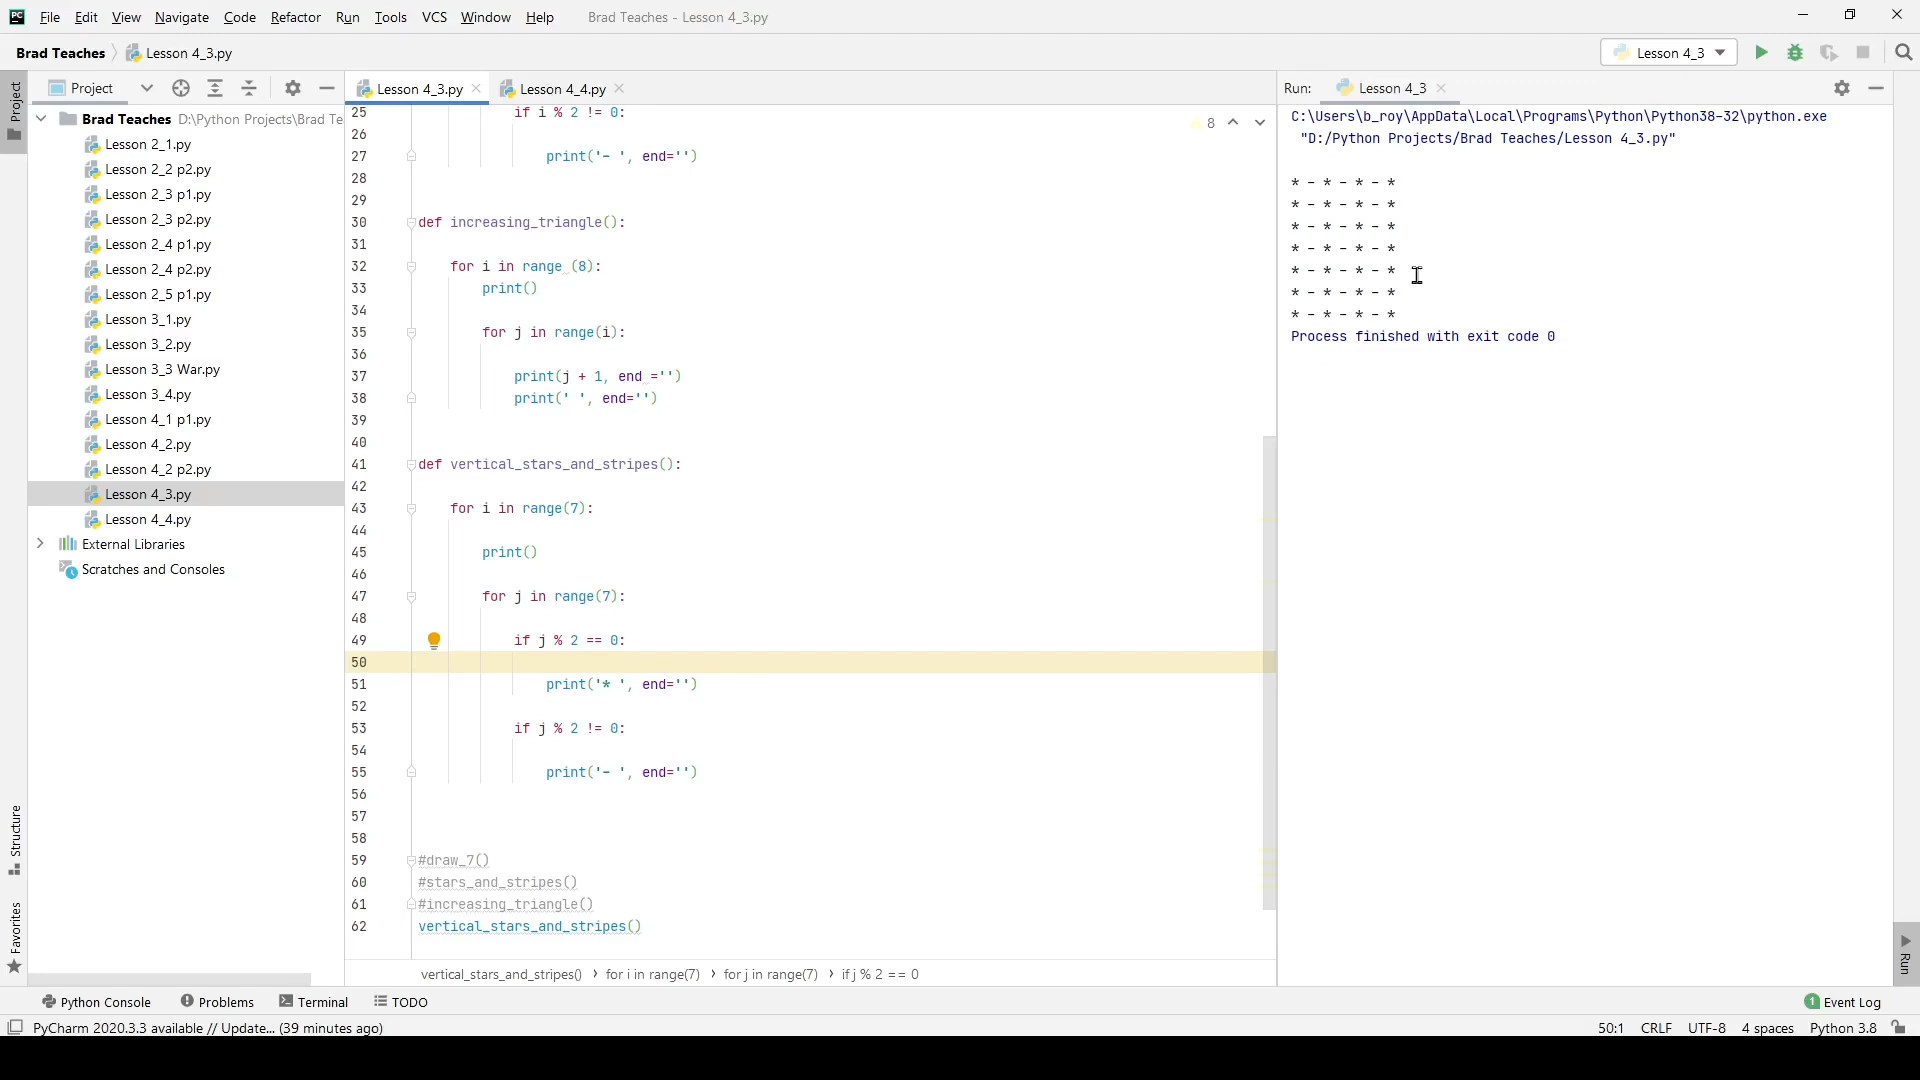 File Edit View Navigate Code Refactor Run Tools VCS Window Help Brad Teaches - Lesson 4_3.py
Brad Teaches Lesson 4_3.py Lesson 4_3
Project
Project
Brad Teaches D:\Python Projects\Brad Te
Lesson 2_1.py
Lesson 2_2 p2.py
Lesson 2_3 p1.py
Lesson 2_3 p2.py
Lesson 2_4 p1.py
Lesson 2_4 p2.py
Lesson 2_5 p1.py
Lesson 3_1.py
Lesson 3_2.py
Lesson 3_3 War.py
Lesson 3_4.py
Lesson 4_1 p1.py
Lesson 4_2.py
Lesson 4_2 p2.py
Lesson 4_3.py
Lesson 4_4.py
External Libraries
Scratches and Consoles
Structure
Favorites
Lesson 4_3.py Lesson 4_4.py
8
25 if i % 2 != 0:
26
27 print('- ', end='')
28
29
30 def increasing_triangle():
31
32 for i in range (8):
33 print()
34
35 for j in range(i):
36
37 print(j + 1, end ='')
38 print(' ', end='')
39
40
41 def vertical_stars_and_stripes():
42
43 for i in range(7):
44
45 print()
46
47 for j in range(7):
48
49 if j % 2 == 0:
50
51 print('* ', end='')
52
53 if j % 2 != 0:
54
55 print('- ', end='')
56
57
58
59 #draw_7()
60 #stars_and_stripes()
61 #increasing_triangle()
62 vertical_stars_and_stripes()
vertical_stars_and_stripes() › for i in range(7) › for j in range(7) › if j % 2 == 0
Run: Lesson 4_3
C:\Users\b_roy\AppData\Local\Programs\Python\Python38-32\python.exe
"D:/Python Projects/Brad Teaches/Lesson 4_3.py"
* - * - * - *
* - * - * - *
* - * - * - *
* - * - * - *
* - * - * - *
* - * - * - *
* - * - * - *
Process finished with exit code 0
Run
Python Console Problems Terminal TODO 1 Event Log
PyCharm 2020.3.3 available // Update... (39 minutes ago) 50:1 CRLF UTF-8 4 spaces Python 3.8